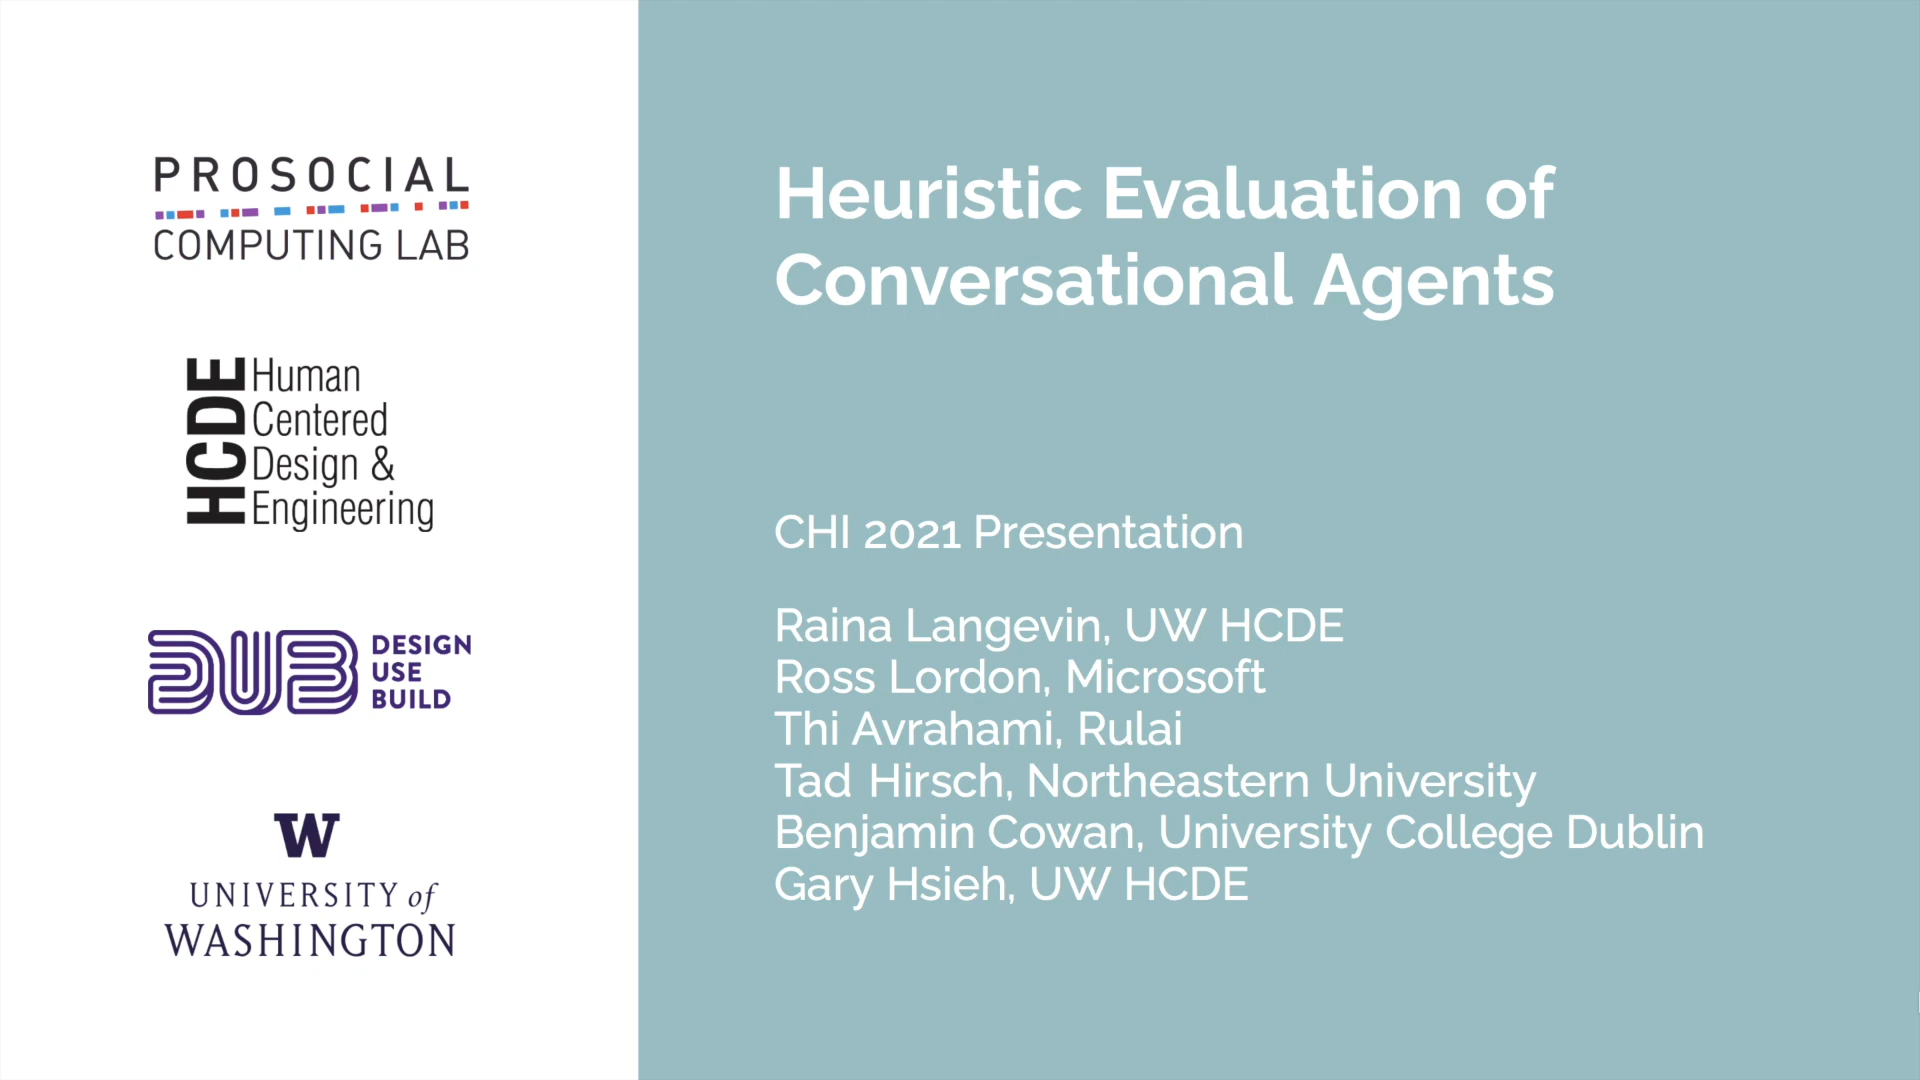 PROSOCIAL
COMPUTING LAB
HCDE
Human
Centered
Design &
Engineering
DUB
DESIGN
USE
BUILD
W
UNIVERSITY of
WASHINGTON
Heuristic Evaluation of
Conversational Agents
CHI 2021 Presentation
Raina Langevin, UW HCDE
Ross Lordon, Microsoft
Thi Avrahami, Rulai
Tad Hirsch, Northeastern University
Benjamin Cowan, University College Dublin
Gary Hsieh, UW HCDE